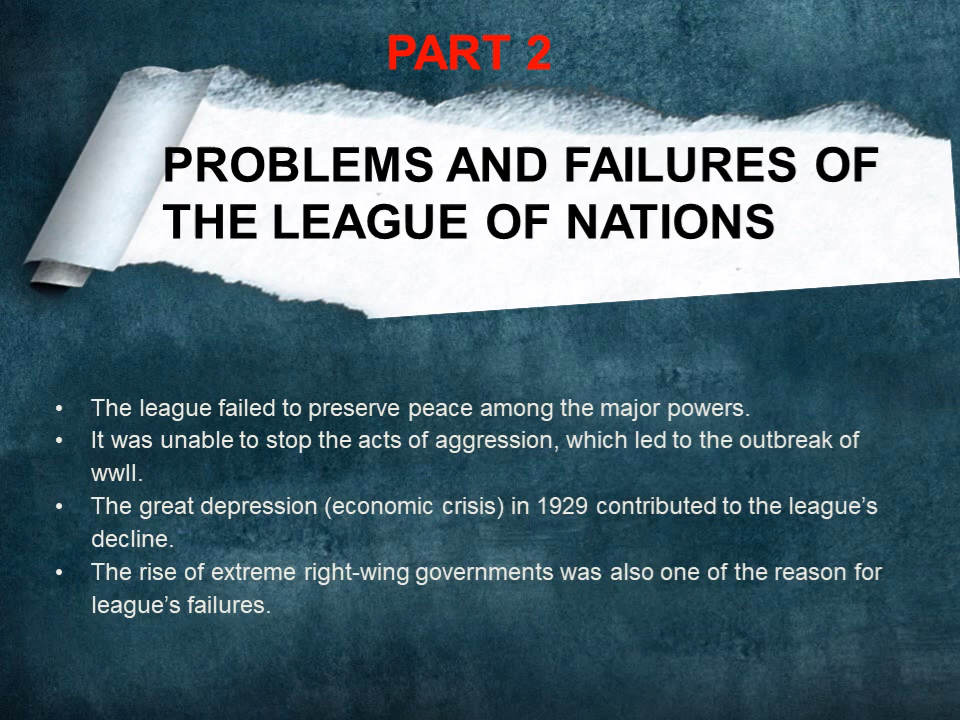 PART 2
PROBLEMS AND FAILURES OF
THE LEAGUE OF NATIONS
• The league failed to preserve peace among the major powers.
• It was unable to stop the acts of aggression, which led to the outbreak of
wwII.
• The great depression (economic crisis) in 1929 contributed to the league’s
decline.
• The rise of extreme right-wing governments was also one of the reason for
league’s failures.